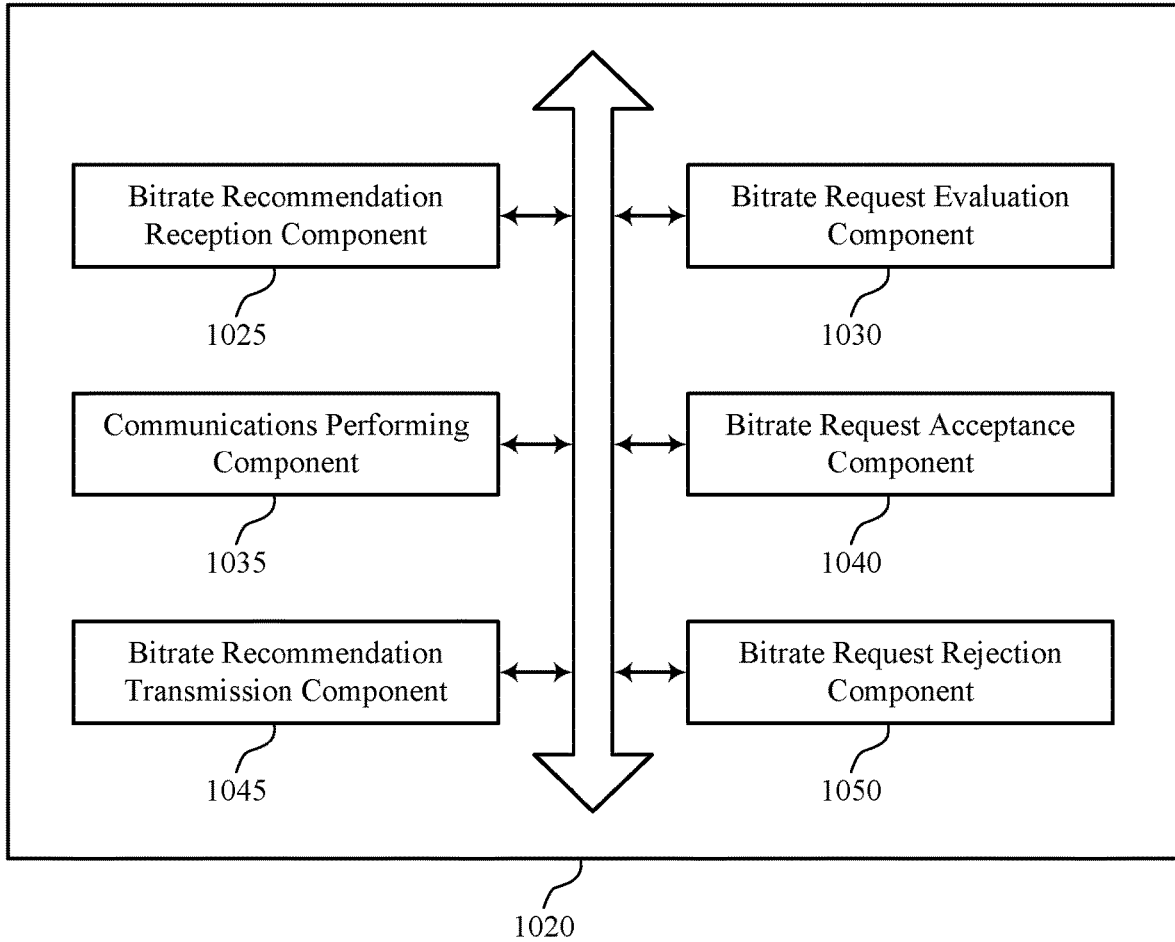 Bitrate Recommendation
Reception Component
1025
Bitrate Request Evaluation
Component
1030
Communications Performing
Component
1035
Bitrate Request Acceptance
Component
1040
Bitrate Recommendation
Transmission Component
1045
Bitrate Request Rejection
Component
1050
1020